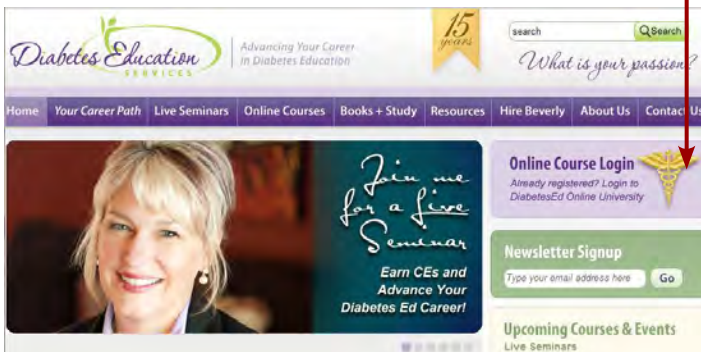 Diabetes Education
SERVICES
Advancing Your Career
in Diabetes Education
15
years
search
Search
What is your passion?
Home Your Career Path Live Seminars Online Courses Books + Study Resources Hire Beverly About Us Contact Us
Join me
for a live
Seminar
Earn CEs and
Advance Your
Diabetes Ed Career!
Online Course Login
Already registered? Login to
DiabetesEd Online University
Newsletter Signup
Type your email address here Go
Upcoming Courses & Events
Live Seminars